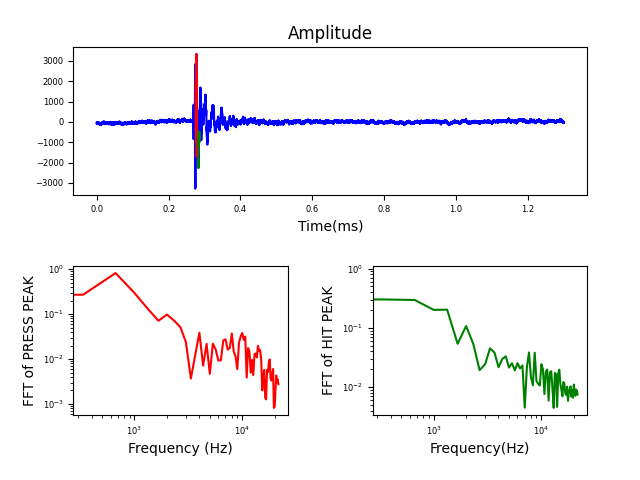 Amplitude
3000
2000
1000
0
−1000
−2000
−3000
0.0 0.2 0.4 0.6 0.8 1.0 1.2
Time(ms)
FFT of PRESS PEAK
10⁰
10⁻¹
10⁻²
10⁻³
10³ 10⁴
Frequency (Hz)
FFT of HIT PEAK
10⁰
10⁻¹
10⁻²
10³ 10⁴
Frequency(Hz)